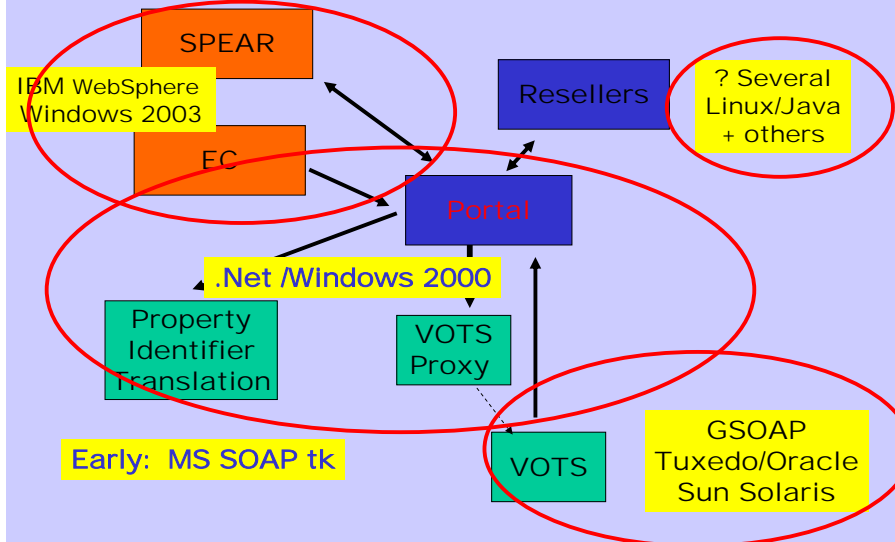 SPEAR
IBM WebSphere
Windows 2003
EC
Resellers
? Several
Linux/Java
+ others
Portal
.Net /Windows 2000
Property
Identifier
Translation
VOTS
Proxy
Early: MS SOAP tk
VOTS
GSOAP
Tuxedo/Oracle
Sun Solaris